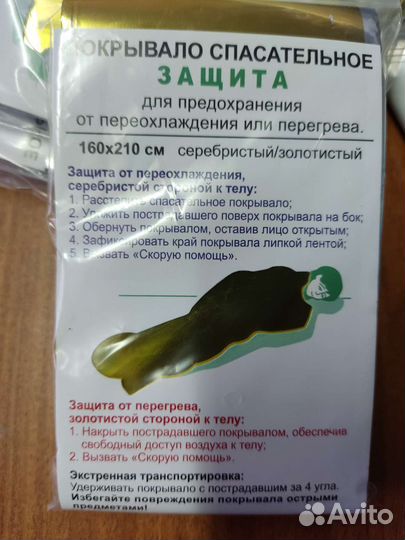 ПОКРЫВАЛО СПАСАТЕЛЬНОЕ
ЗАЩИТА
для предохранения
от переохлаждения или перегрева.
160х210 см серебристый/золотистый
Защита от переохлаждения,
серебристой стороной к телу:
1. Расстелить спасательное покрывало;
2. Уложить пострадавшего поверх покрывала на бок;
3. Обернуть покрывалом, оставив лицо открытым;
4. Зафиксировать край покрывала липкой лентой;
5. Вызвать «Скорую помощь».
Защита от перегрева,
золотистой стороной к телу:
1. Накрыть пострадавшего покрывалом, обеспечив
свободный доступ воздуха к телу;
2. Вызвать «Скорую помощь».
Экстренная транспортировка:
Удерживать покрывало с пострадавшим за 4 угла.
Избегайте повреждения покрывала острыми
предметами!
Avito